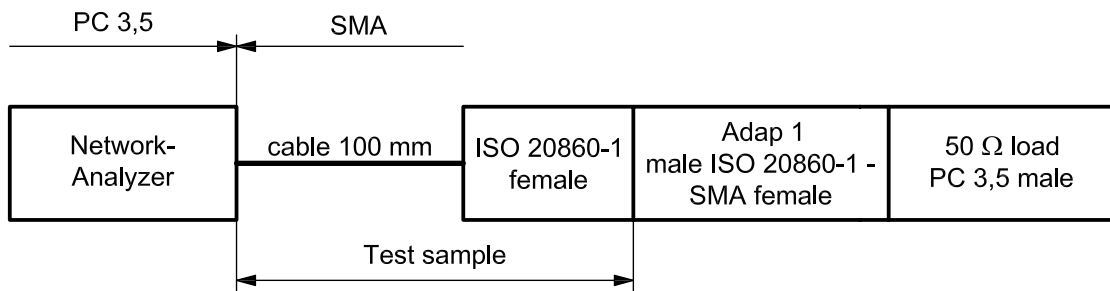 PC 3,5
SMA
Network-
Analyzer
cable 100 mm
ISO 20860-1
female
Adap 1
male ISO 20860-1 -
SMA female
50 Ω load
PC 3,5 male
Test sample